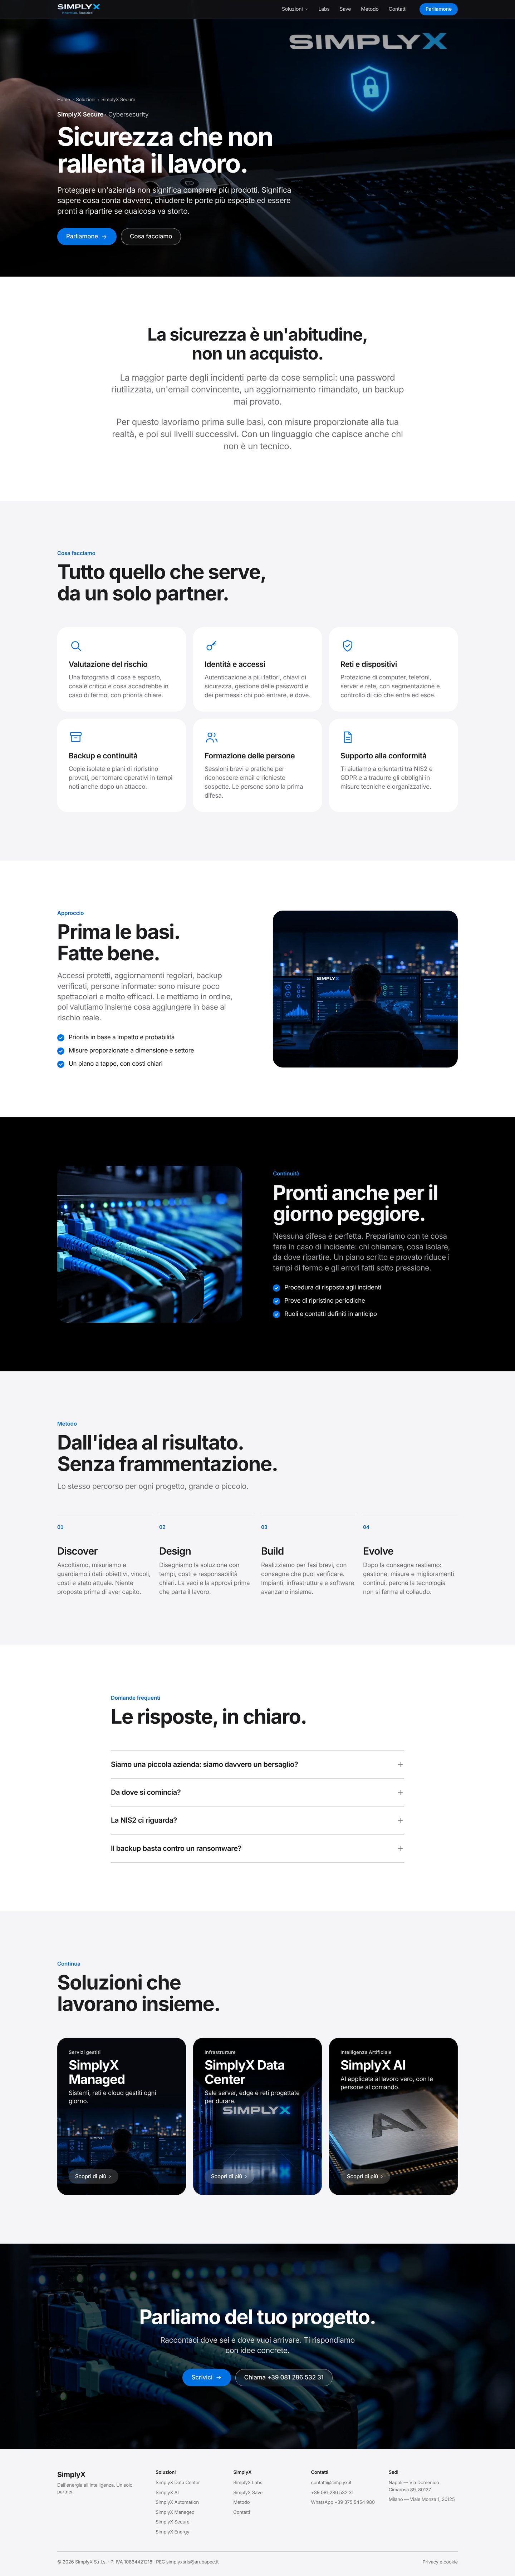 SIMPLYX
Soluzioni
Labs
Save
Metodo
Contatti
Parliamone
SIMPLYX
Home › Soluzioni › SimplyX Secure
SimplyX Secure · Cybersecurity
Sicurezza che non
rallenta il lavoro.
Proteggere un'azienda non significa comprare più prodotti. Significa
sapere cosa conta davvero, chiudere le porte più esposte ed essere
pronti a ripartire se qualcosa va storto.
Parliamone →
Cosa facciamo
La sicurezza è un'abitudine,
non un acquisto.
La maggior parte degli incidenti parte da cose semplici: una password
riutilizzata, un'email convincente, un aggiornamento rimandato, un backup
mai provato.
Per questo lavoriamo prima sulle basi, con misure proporzionate alla tua
realtà, e poi sui livelli successivi. Con un linguaggio che capisce anche chi
non è un tecnico.
Cosa facciamo
Tutto quello che serve,
da un solo partner.
Valutazione del rischio
Una fotografia di cosa è esposto,
cosa è critico e cosa accadrebbe in
caso di fermo, con priorità chiare.
Identità e accessi
Autenticazione a più fattori, chiavi di
sicurezza, gestione delle password e
dei permessi: chi può entrare, e dove.
Reti e dispositivi
Protezione di computer, telefoni,
server e rete, con segmentazione e
controllo di ciò che entra ed esce.
Backup e continuità
Copie isolate e piani di ripristino
provati, per tornare operativi in tempi
noti anche dopo un attacco.
Formazione delle persone
Sessioni brevi e pratiche per
riconoscere email e richieste
sospette. Le persone sono la prima
difesa.
Supporto alla conformità
Ti aiutiamo a orientarti tra NIS2 e
GDPR e a tradurre gli obblighi in
misure tecniche e organizzative.
Approccio
Prima le basi.
Fatte bene.
Accessi protetti, aggiornamenti regolari, backup
verificati, persone informate: sono misure poco
spettacolari e molto efficaci. Le mettiamo in ordine,
poi valutiamo insieme cosa aggiungere in base al
rischio reale.
Priorità in base a impatto e probabilità
Misure proporzionate a dimensione e settore
Un piano a tappe, con costi chiari
SIMPLYX
Continuità
Pronti anche per il
giorno peggiore.
Nessuna difesa è perfetta. Prepariamo con te cosa
fare in caso di incidente: chi chiamare, cosa isolare,
da dove ripartire. Un piano scritto e provato riduce i
tempi di fermo e gli errori fatti sotto pressione.
Procedura di risposta agli incidenti
Prove di ripristino periodiche
Ruoli e contatti definiti in anticipo
Metodo
Dall'idea al risultato.
Senza frammentazione.
Lo stesso percorso per ogni progetto, grande o piccolo.
01
Discover
Ascoltiamo, misuriamo e
guardiamo i dati: obiettivi, vincoli,
costi e stato attuale. Niente
proposte prima di aver capito.
02
Design
Disegniamo la soluzione con
tempi, costi e responsabilità
chiari. La vedi e la approvi prima
che parta il lavoro.
03
Build
Realizziamo per fasi brevi, con
consegne che puoi verificare.
Impianti, infrastruttura e software
avanzano insieme.
04
Evolve
Dopo la consegna restiamo:
gestione, misure e miglioramenti
continui, perché la tecnologia
non si ferma al collaudo.
Domande frequenti
Le risposte, in chiaro.
Siamo una piccola azienda: siamo davvero un bersaglio?
Da dove si comincia?
La NIS2 ci riguarda?
Il backup basta contro un ransomware?
Continua
Soluzioni che
lavorano insieme.
Servizi gestiti
SimplyX
Managed
Sistemi, reti e cloud gestiti ogni
giorno.
Scopri di più ›
Infrastrutture
SimplyX Data
Center
Sale server, edge e reti progettate
per durare.
SIMPLYX
Scopri di più ›
Intelligenza Artificiale
SimplyX AI
AI applicata al lavoro vero, con le
persone al comando.
AI
Scopri di più ›
Parliamo del tuo progetto.
Raccontaci dove sei e dove vuoi arrivare. Ti rispondiamo
con idee concrete.
Scrivici →
Chiama +39 081 286 532 31
SimplyX
Dall'energia all'intelligenza. Un solo
partner.
Soluzioni
SimplyX Data Center
SimplyX AI
SimplyX Automation
SimplyX Managed
SimplyX Secure
SimplyX Energy
SimplyX
SimplyX Labs
SimplyX Save
Metodo
Contatti
Contatti
contatti@simplyx.it
+39 081 286 532 31
WhatsApp +39 375 5454 960
Sedi
Napoli — Via Domenico
Cimarosa 69, 80127
Milano — Viale Monza 1, 20125
© 2026 SimplyX S.r.l.s. · P. IVA 10864421218 · PEC simplyxsrls@arubapec.it
Privacy e cookie